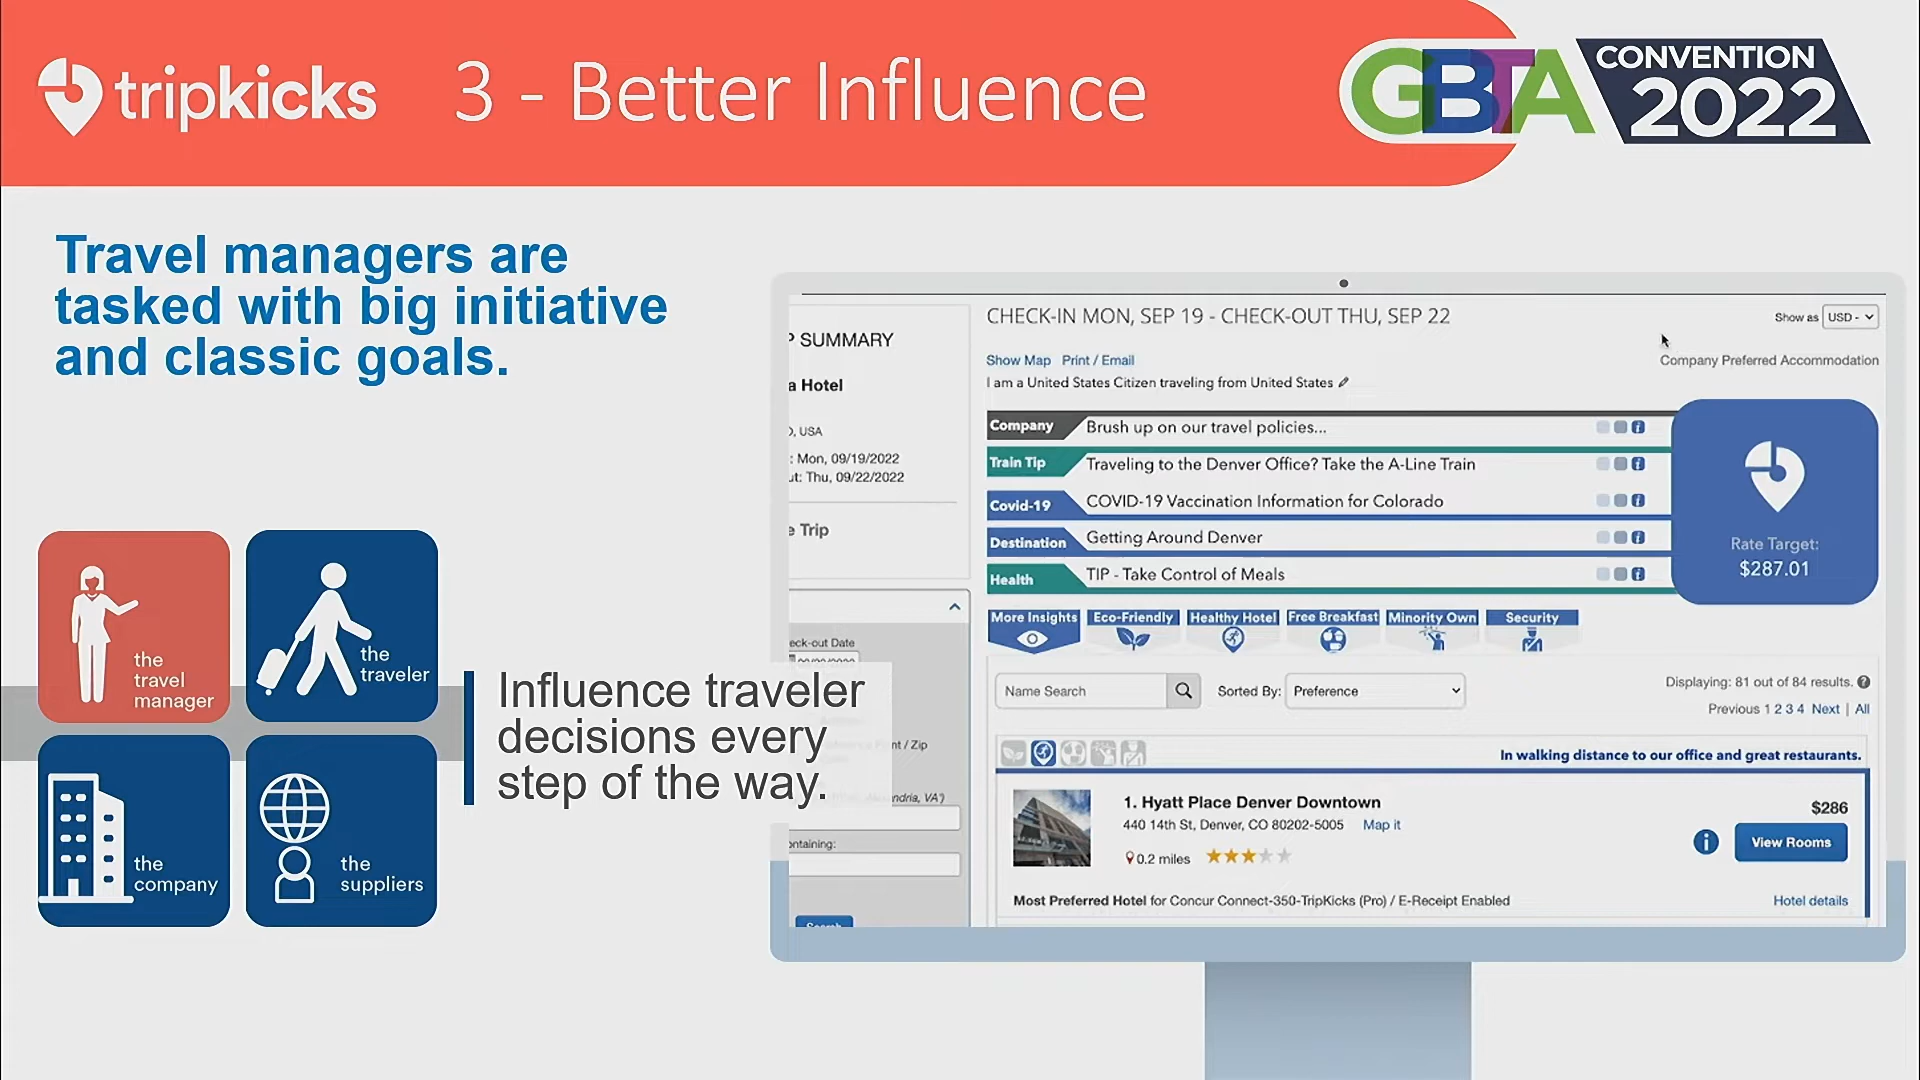 tripkicks
3 - Better Influence
GBTA
CONVENTION
2022
Travel managers are
tasked with big initiative
and classic goals.
the
travel
manager
the
traveler
the
company
the
suppliers
Influence traveler
decisions every
step of the way.
SUMMARY
a Hotel
, USA
: Mon, 09/19/2022
ut: Thu, 09/22/2022
e Trip
eck-out Date
nt / Zip
ndria, VA")
ontaining:
Search
CHECK-IN MON, SEP 19 - CHECK-OUT THU, SEP 22
Show as USD -
Show Map Print / Email
Company Preferred Accommodation
I am a United States Citizen traveling from United States
Company Brush up on our travel policies...
Train Tip Traveling to the Denver Office? Take the A-Line Train
Covid-19 COVID-19 Vaccination Information for Colorado
Destination Getting Around Denver
Health TIP - Take Control of Meals
Rate Target:
$287.01
More Insights Eco-Friendly Healthy Hotel Free Breakfast Minority Own Security
Name Search Sorted By: Preference
Displaying: 81 out of 84 results.
Previous 1 2 3 4 Next | All
In walking distance to our office and great restaurants.
1. Hyatt Place Denver Downtown
$286
440 14th St, Denver, CO 80202-5005 Map it
View Rooms
0.2 miles
Most Preferred Hotel for Concur Connect-350-TripKicks (Pro) / E-Receipt Enabled
Hotel details